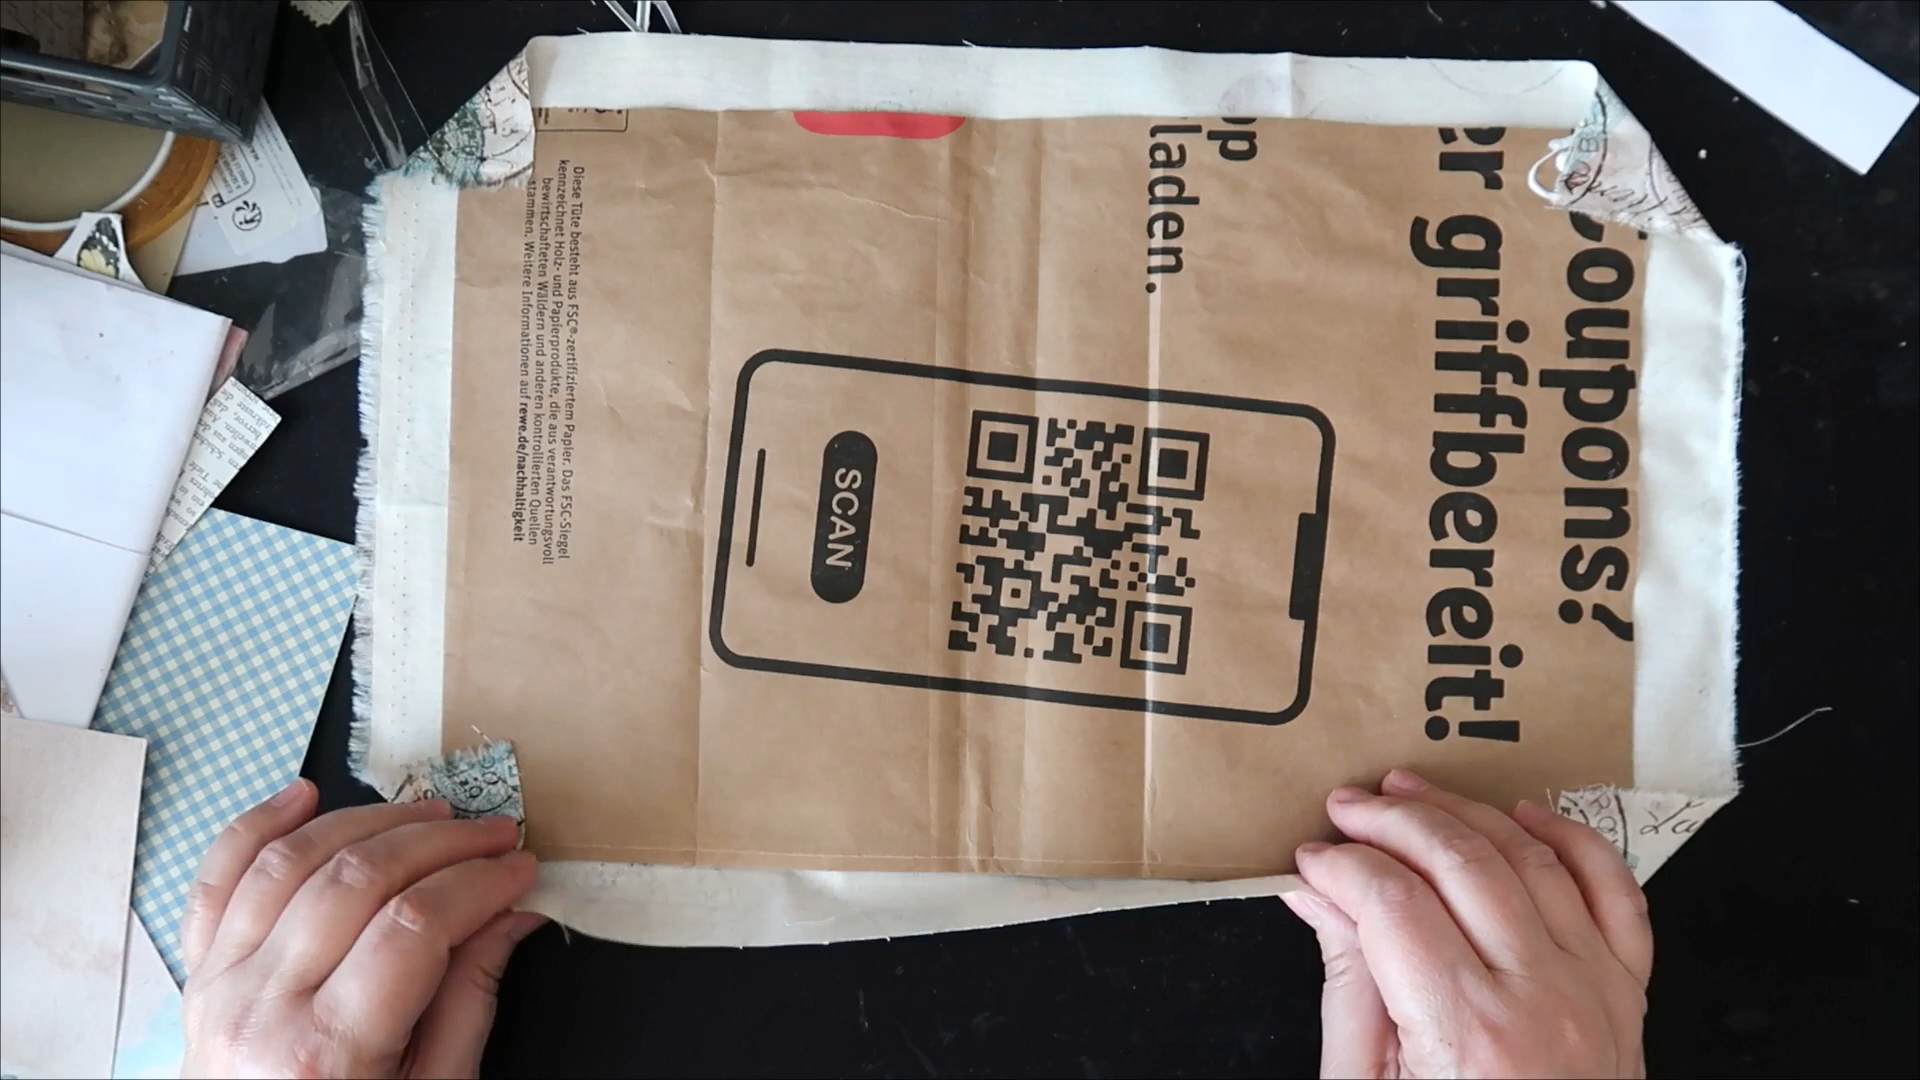 Coupons?
er griffbereit!
pp
laden.
SCAN
Diese Tüte besteht aus FSC®-zertifiziertem Papier. Das FSC-Siegel
kennzeichnet Holz- und Papierprodukte, die aus verantwortungsvoll
bewirtschafteten Wäldern und anderen kontrollierten Quellen
stammen. Weitere Informationen auf rewe.de/nachhaltigkeit